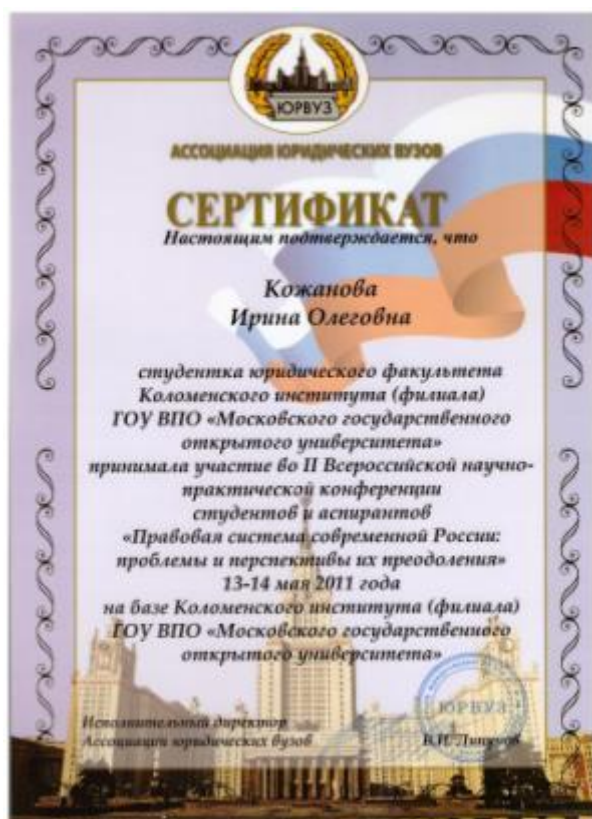 ЮРВУЗ
АССОЦИАЦИЯ ЮРИДИЧЕСКИХ ВУЗОВ
СЕРТИФИКАТ
Настоящим подтверждается, что
Кожанова
Ирина Олеговна
студентка юридического факультета
Коломенского института (филиала)
ГОУ ВПО «Московского государственного
открытого университета»
принимала участие во II Всероссийской научно-
практической конференции
студентов и аспирантов
«Правовая система современной России:
проблемы и перспективы их преодоления»
13-14 мая 2011 года
на базе Коломенского института (филиала)
ГОУ ВПО «Московского государственного
открытого университета»
ЮРВУЗ
Исполнительный директор
Ассоциации юридических вузов В.И.